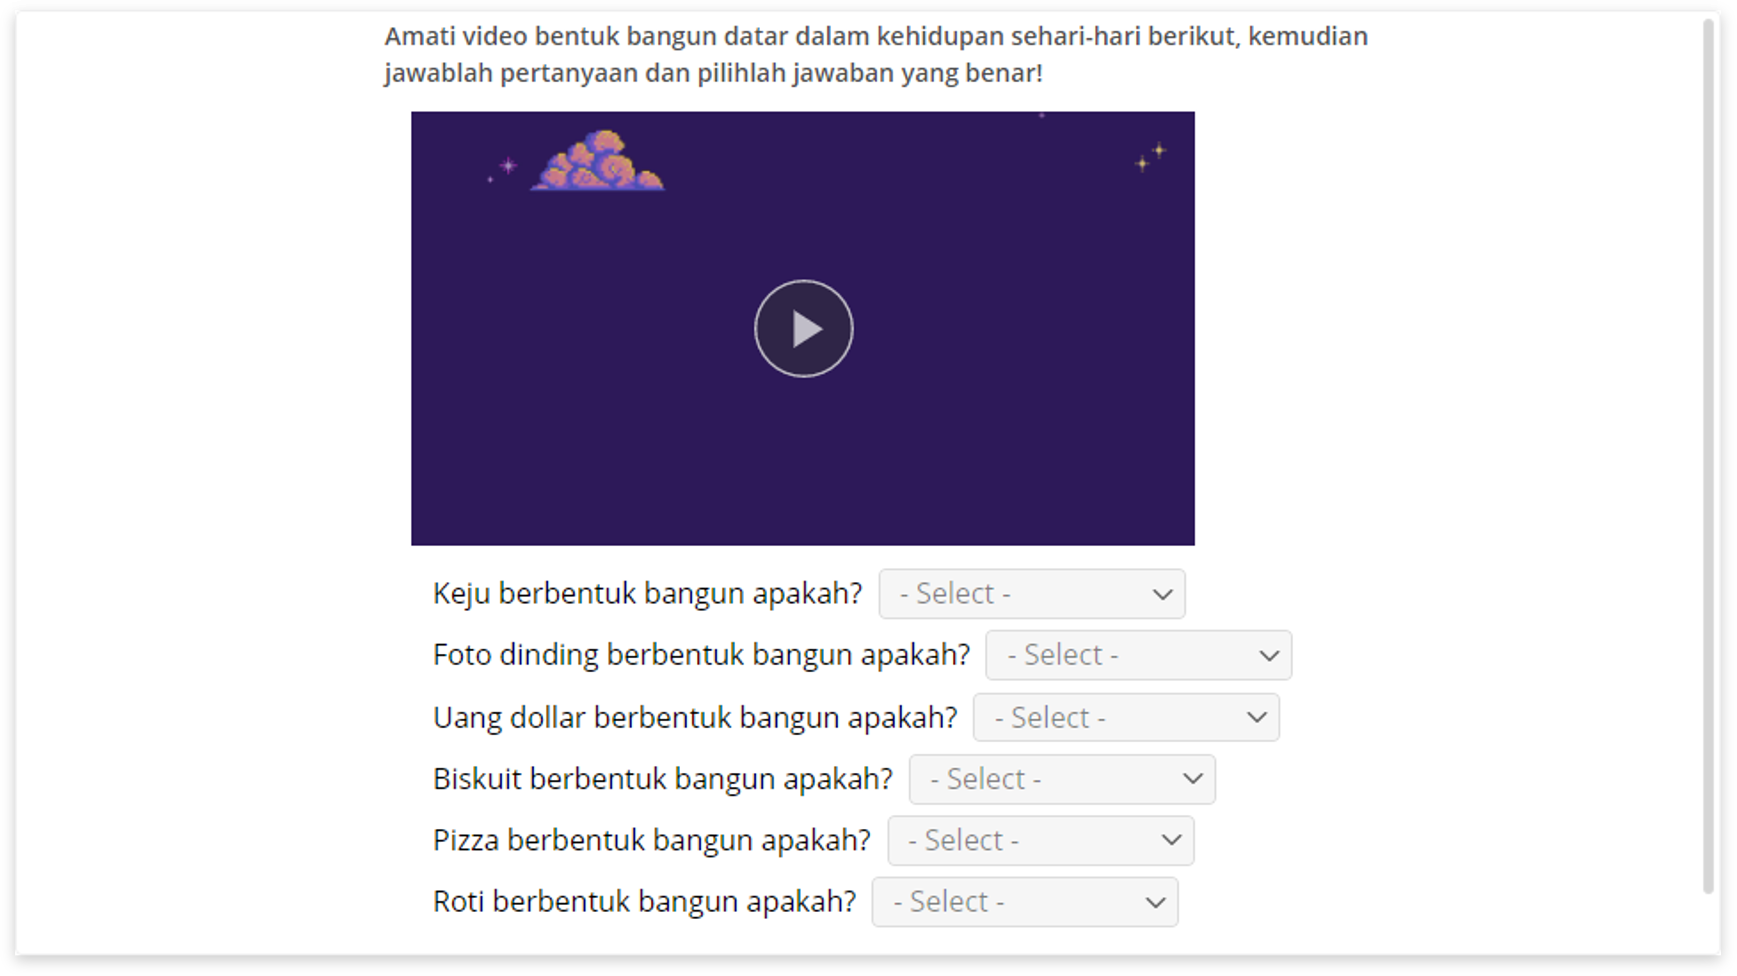 Amati video bentuk bangun datar dalam kehidupan sehari-hari berikut, kemudian
jawablah pertanyaan dan pilihlah jawaban yang benar!
Keju berbentuk bangun apakah? - Select -
Foto dinding berbentuk bangun apakah? - Select -
Uang dollar berbentuk bangun apakah? - Select -
Biskuit berbentuk bangun apakah? - Select -
Pizza berbentuk bangun apakah? - Select -
Roti berbentuk bangun apakah? - Select -